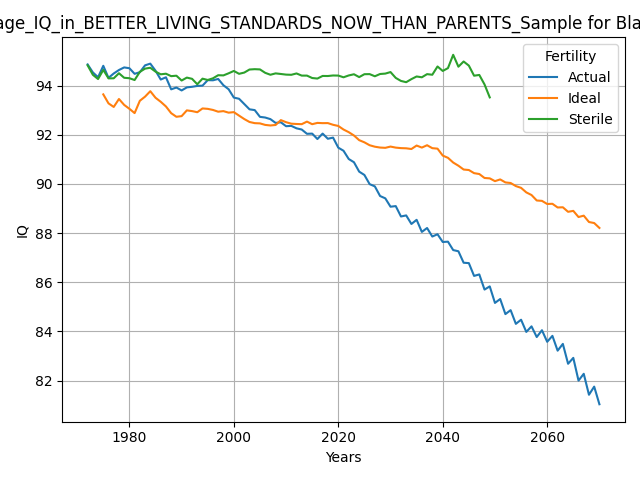 age_IQ_in_BETTER_LIVING_STANDARDS_NOW_THAN_PARENTS_Sample for Bla
Fertility
Actual
Ideal
Sterile
94
92
90
88
86
84
82
IQ
1980
2000
2020
2040
2060
Years